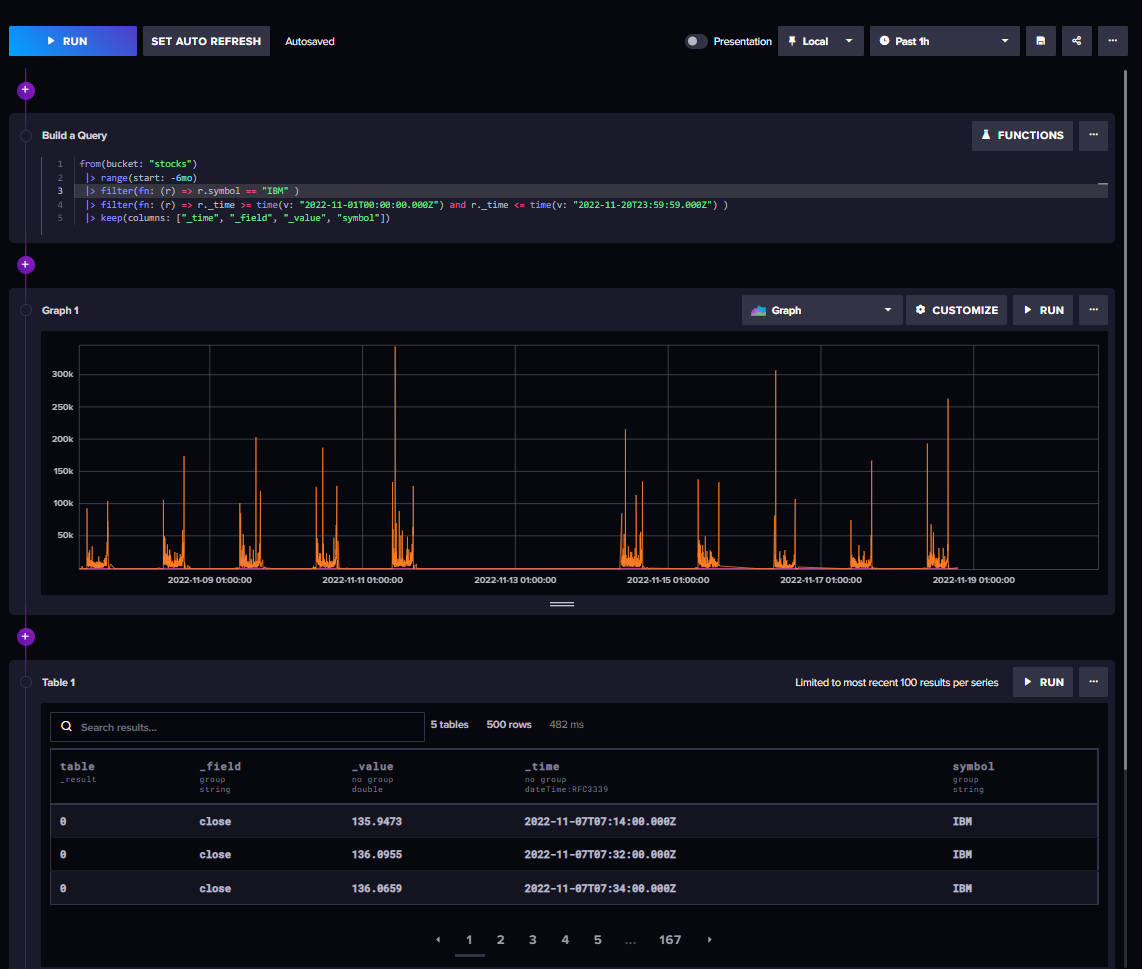 RUN SET AUTO REFRESH Autosaved Presentation Local Past 1h
Build a Query FUNCTIONS
1 from(bucket: "stocks")
2 |> range(start: -6mo)
3 |> filter(fn: (r) => r.symbol == "IBM" )
4 |> filter(fn: (r) => r._time >= time(v: "2022-11-01T00:00:00.000Z") and r._time <= time(v: "2022-11-20T23:59:59.000Z") )
5 |> keep(columns: ["_time", "_field", "_value", "symbol"])
Graph 1 Graph CUSTOMIZE RUN
300k
250k
200k
150k
100k
50k
2022-11-09 01:00:00 2022-11-11 01:00:00 2022-11-13 01:00:00 2022-11-15 01:00:00 2022-11-17 01:00:00 2022-11-19 01:00:00
Table 1 Limited to most recent 100 results per series RUN
Search results... 5 tables 500 rows 482 ms
table _field _value _time symbol
_result group no group no group group
string double dateTime:RFC3339 string
0 close 135.9473 2022-11-07T07:14:00.000Z IBM
0 close 136.0955 2022-11-07T07:32:00.000Z IBM
0 close 136.0659 2022-11-07T07:34:00.000Z IBM
1 2 3 4 5 ... 167